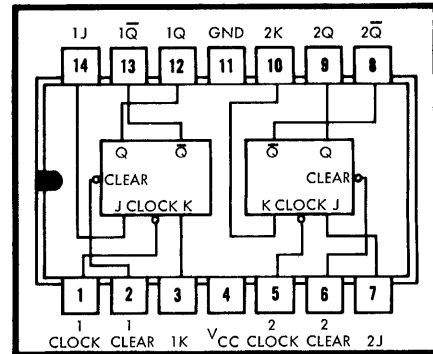 1J 1Q̅ 1Q GND 2K 2Q 2Q̅
14 13 12 11 10 9 8
Q Q̅ Q̅ Q
CLEAR CLEAR
J CLOCK K K CLOCK J
1 2 3 4 5 6 7
1 1 1K VCC 2 2 2J
CLOCK CLEAR CLOCK CLEAR